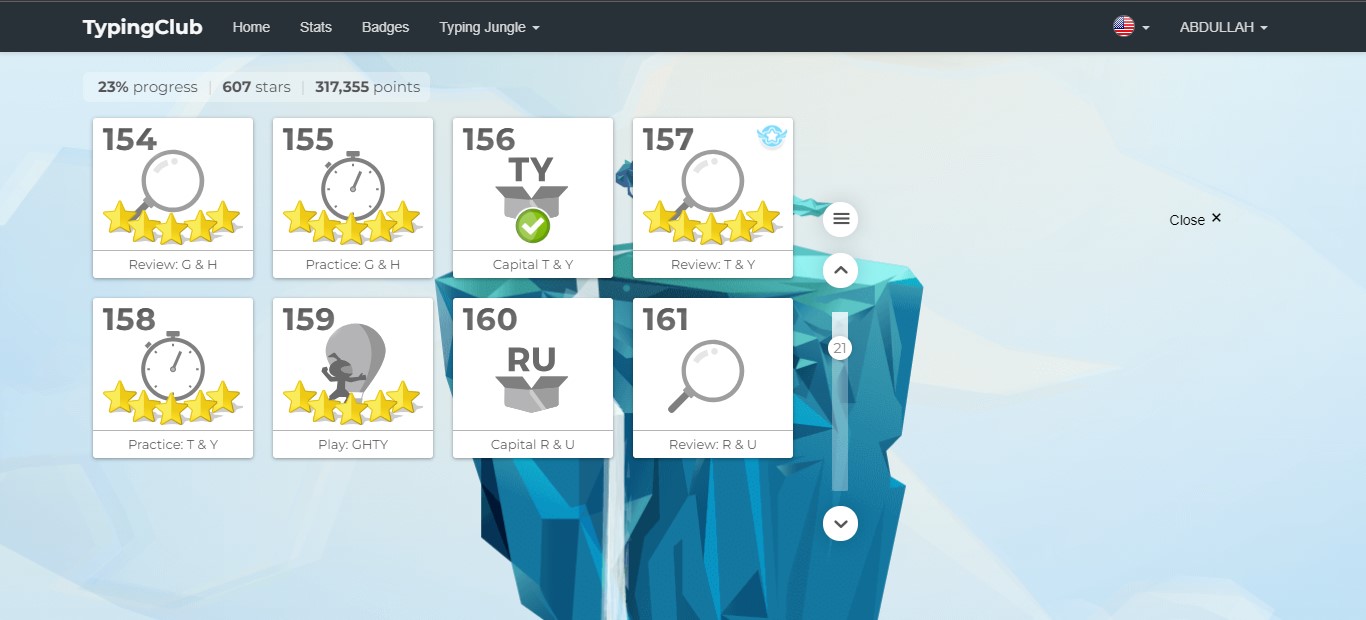 TypingClub Home Stats Badges Typing Jungle ABDULLAH
23% progress | 607 stars | 317,355 points
154 155 156 157
TY
Close ×
Review: G & H Practice: G & H Capital T & Y Review: T & Y
158 159 160 161
21
RU
Practice: T & Y Play: GHTY Capital R & U Review: R & U